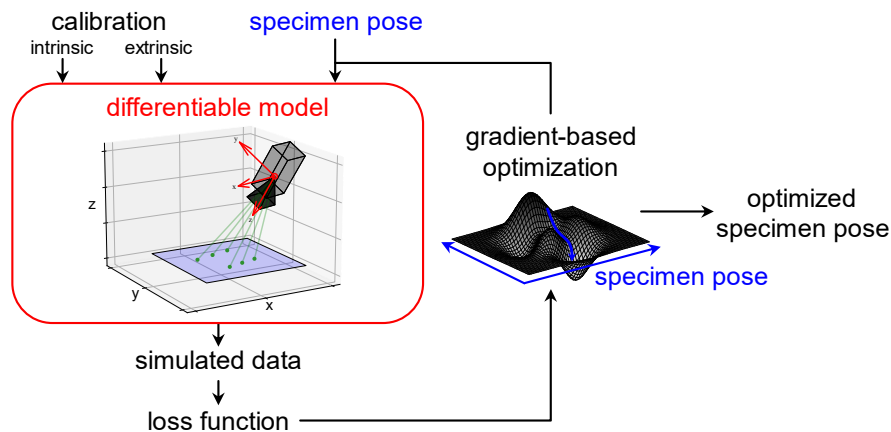 calibration
intrinsic extrinsic
specimen pose
differentiable model
y
x
z
z
y
x
simulated data
loss function
gradient-based
optimization
specimen pose
optimized
specimen pose